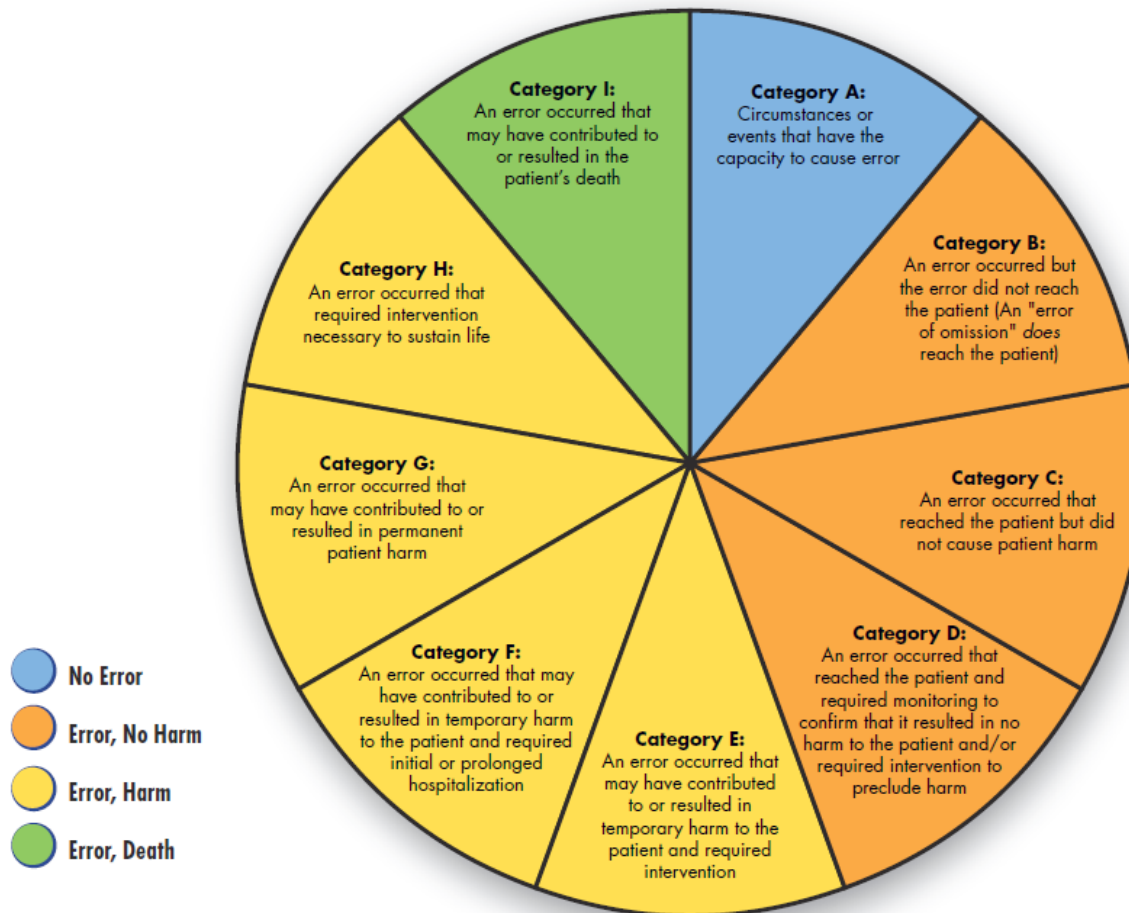 Category I:
An error occurred that
may have contributed to
or resulted in the
patient's death
Category A:
Circumstances or
events that have the
capacity to cause error
Category B:
An error occurred but
the error did not reach
the patient (An "error
of omission" does
reach the patient)
Category C:
An error occurred that
reached the patient but did
not cause patient harm
Category D:
An error occurred that
reached the patient and
required monitoring to
confirm that it resulted in no
harm to the patient and/or
required intervention to
preclude harm
Category E:
An error occurred that
may have contributed
to or resulted in
temporary harm to the
patient and required
intervention
Category F:
An error occurred that may
have contributed to or
resulted in temporary harm
to the patient and required
initial or prolonged
hospitalization
Category G:
An error occurred that
may have contributed to or
resulted in permanent
patient harm
Category H:
An error occurred that
required intervention
necessary to sustain life
No Error
Error, No Harm
Error, Harm
Error, Death